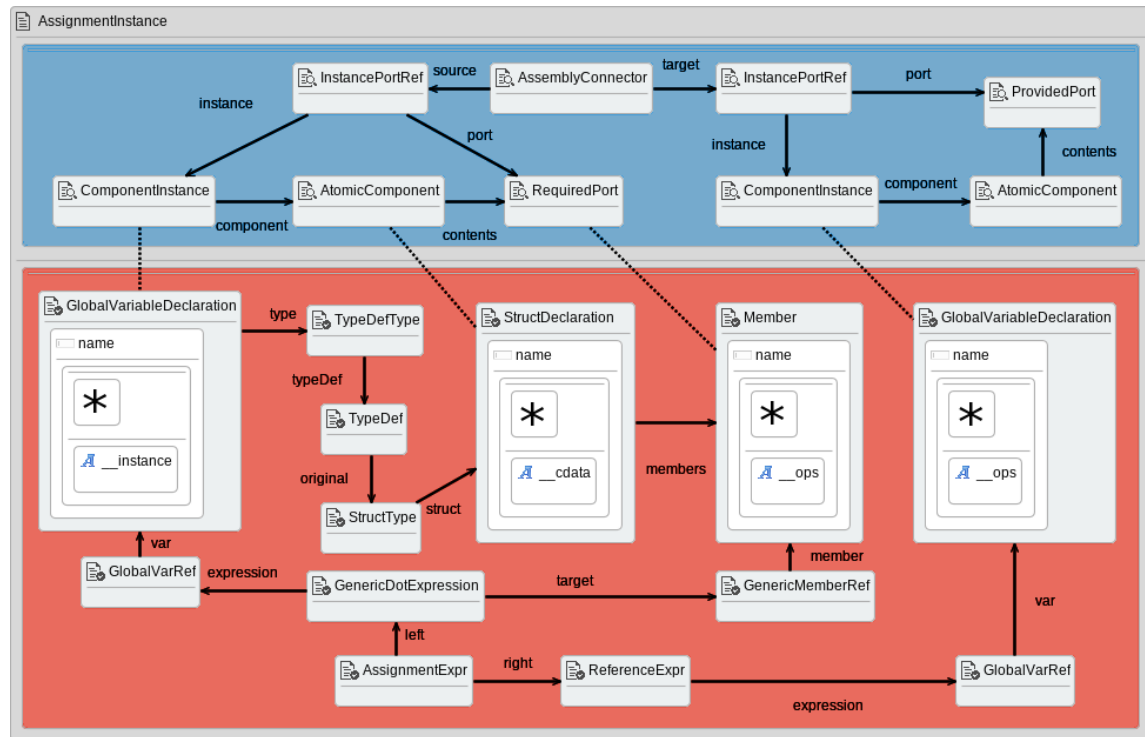 AssignmentInstance
InstancePortRef
source
AssemblyConnector
target
InstancePortRef
port
ProvidedPort
instance
port
instance
contents
ComponentInstance
component
AtomicComponent
contents
RequiredPort
ComponentInstance
component
AtomicComponent
GlobalVariableDeclaration
name
*
__instance
type
TypeDefType
typeDef
TypeDef
original
StructType
struct
StructDeclaration
name
*
__cdata
members
Member
name
*
__ops
GlobalVariableDeclaration
name
*
__ops
var
GlobalVarRef
expression
GenericDotExpression
target
member
GenericMemberRef
var
left
AssignmentExpr
right
ReferenceExpr
expression
GlobalVarRef